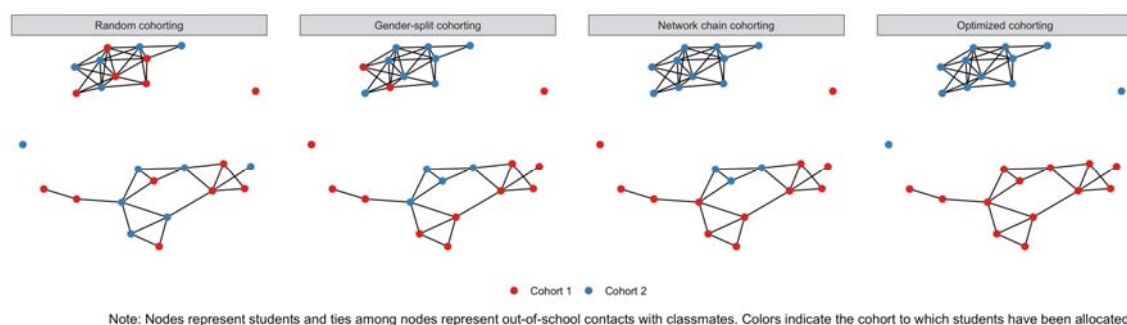 Random cohorting
Gender-split cohorting
Network chain cohorting
Optimized cohorting
Cohort 1 Cohort 2
Note: Nodes represent students and ties among nodes represent out-of-school contacts with classmates. Colors indicate the cohort to which students have been allocated